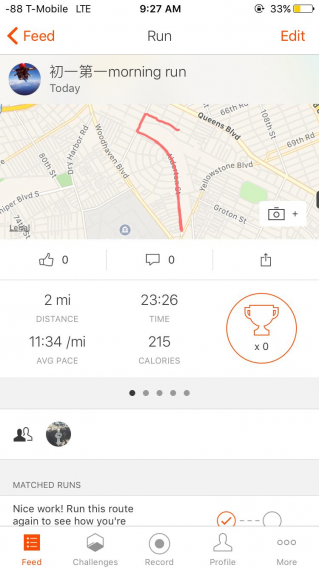 -88 T-Mobile LTE 9:27 AM 33%
Feed Run Edit
初一第一morning run
Today
66th Rd
Queens Blvd
Dry Harbor Rd
Woodhaven Blvd
80th St
69th Rd
Alderton St
Yellowstone Blvd
niper Blvd S
Groton St
74th St
Legal
+
0 0
2 mi 23:26
DISTANCE TIME
x 0
11:34 /mi 215
AVG PACE CALORIES
MATCHED RUNS
Nice work! Run this route
again to see how you're
Feed Challenges Record Profile More